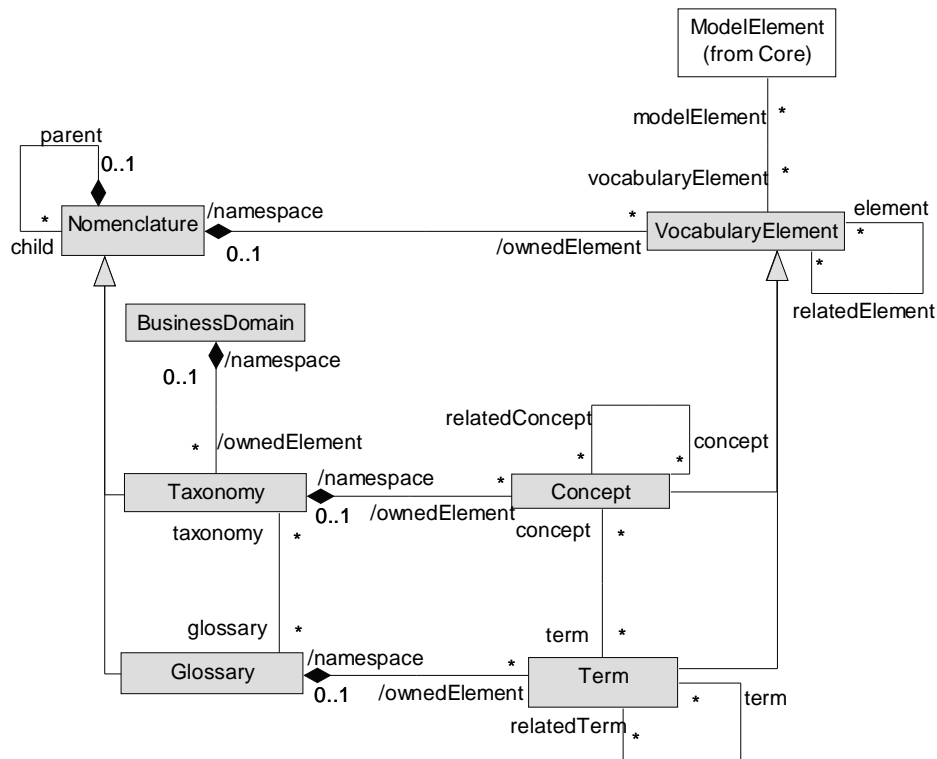 ModelElement
(from Core)
modelElement *
parent
0..1
vocabularyElement *
* Nomenclature /namespace * VocabularyElement element
child 0..1 /ownedElement * *
relatedElement
BusinessDomain
0..1 /namespace
relatedConcept concept
* /ownedElement * *
Taxonomy /namespace * Concept
0..1 /ownedElement
taxonomy * concept *
glossary * term *
Glossary /namespace * Term
0..1 /ownedElement * term
relatedTerm *